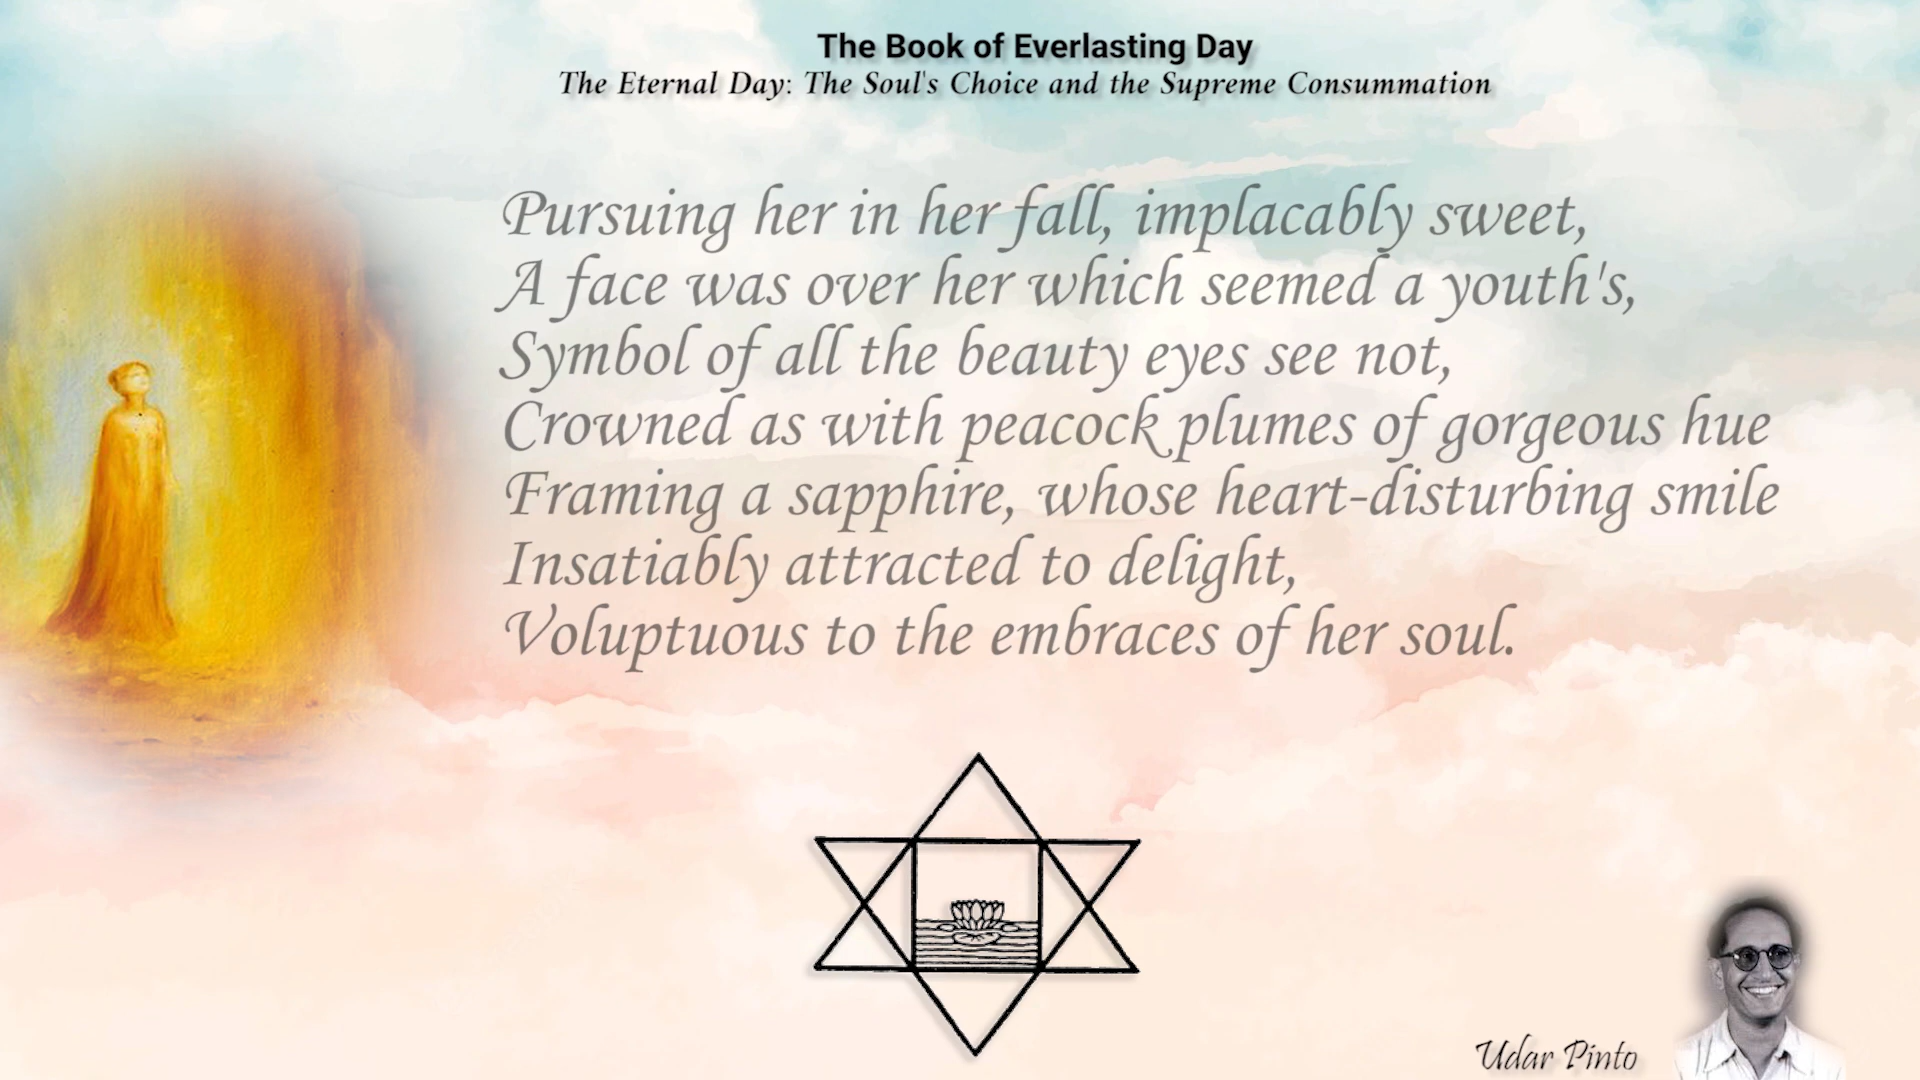 The Book of Everlasting Day
The Eternal Day: The Soul's Choice and the Supreme Consummation
Pursuing her in her fall, implacably sweet,
A face was over her which seemed a youth's,
Symbol of all the beauty eyes see not,
Crowned as with peacock plumes of gorgeous hue
Framing a sapphire, whose heart-disturbing smile
Insatiably attracted to delight,
Voluptuous to the embraces of her soul.
Udar Pinto